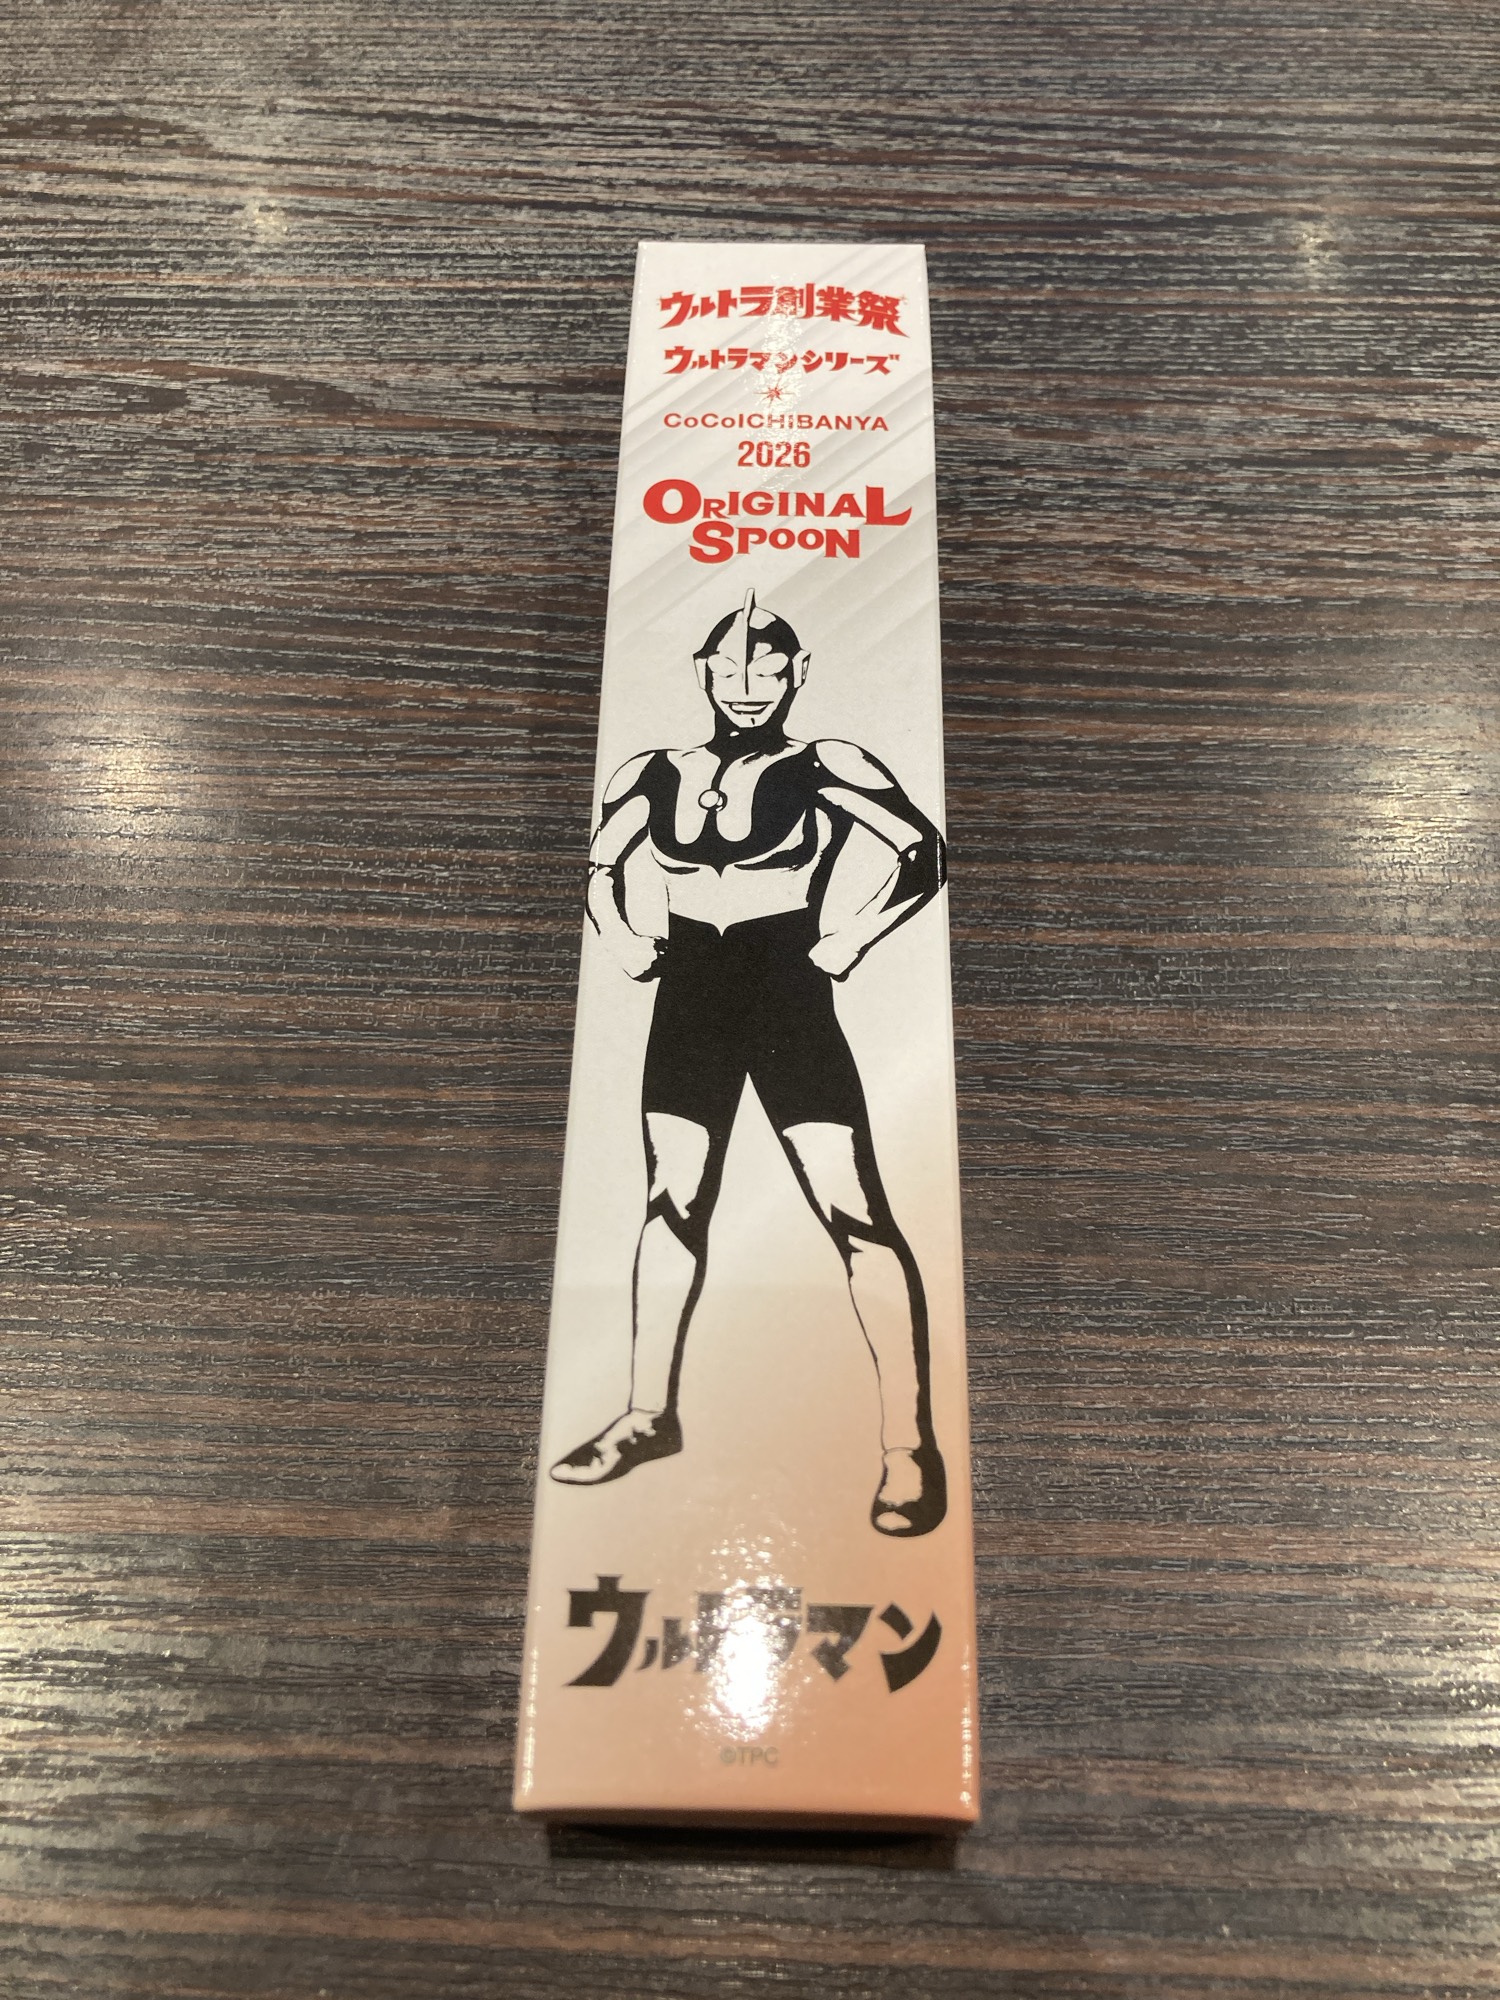 ウルトラ創業祭
ウルトラマンシリーズ
CoCoICHIBANYA
2026
ORIGINAL
SPOON
ウルトラマン
©TPC